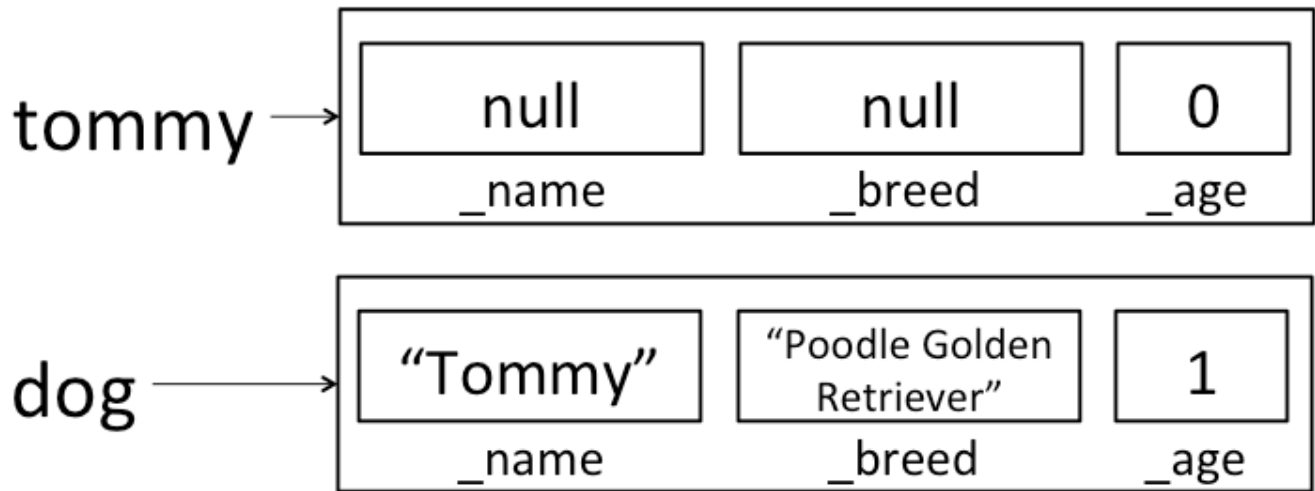 tommy
null null 0
_name _breed _age
dog
“Tommy” “Poodle Golden
Retriever” 1
_name _breed _age